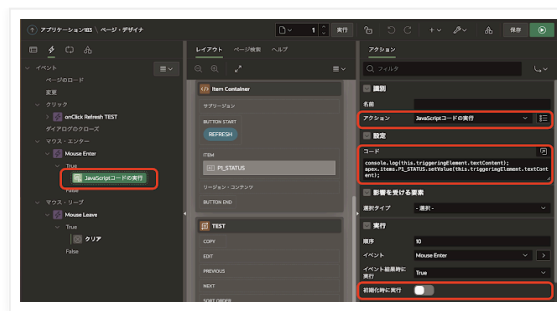 アプリケーション103 \ ページ・デザイナ
1
実行
保存
イベント
ページのロード
変更
クリック
onClick Refresh TEST
ダイアログのクローズ
マウス・エンター
Mouse Enter
True
JavaScriptコードの実行
False
マウス・リーブ
Mouse Leave
True
クリア
False
レイアウト ページ検索 ヘルプ
Item Container
サブリージョン
BUTTON START
REFRESH
ITEM
P1_STATUS
リージョン・コンテンツ
BUTTON END
TEST
COPY
EDIT
PREVIOUS
NEXT
SORT ORDER
アクション
フィルタ
識別
名前
アクション JavaScriptコードの実行
設定
コード
console.log(this.triggeringElement.textContent);
apex.items.P1_STATUS.setValue(this.triggeringElement.textCont
ent);
影響を受ける要素
選択タイプ - 選択 -
実行
順序 10
イベント Mouse Enter
イベント結果時に
実行 True
初期化時に実行